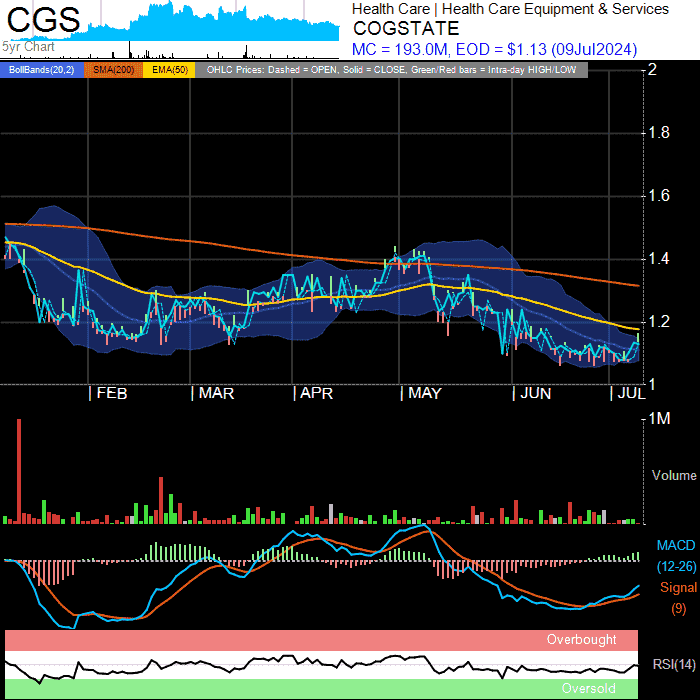 CGS
5yr Chart
Health Care | Health Care Equipment & Services
COGSTATE
MC = 193.0M, EOD = $1.13 (09Jul2024)
BollBands(20,2) SMA(200) EMA(50) OHLC Prices: Dashed = OPEN, Solid = CLOSE, Green/Red bars = Intra-day HIGH/LOW
2
1.8
1.6
1.4
1.2
1
FEB MAR APR MAY JUN JUL
1M
Volume
MACD
(12-26)
Signal
(9)
Overbought
RSI(14)
Oversold